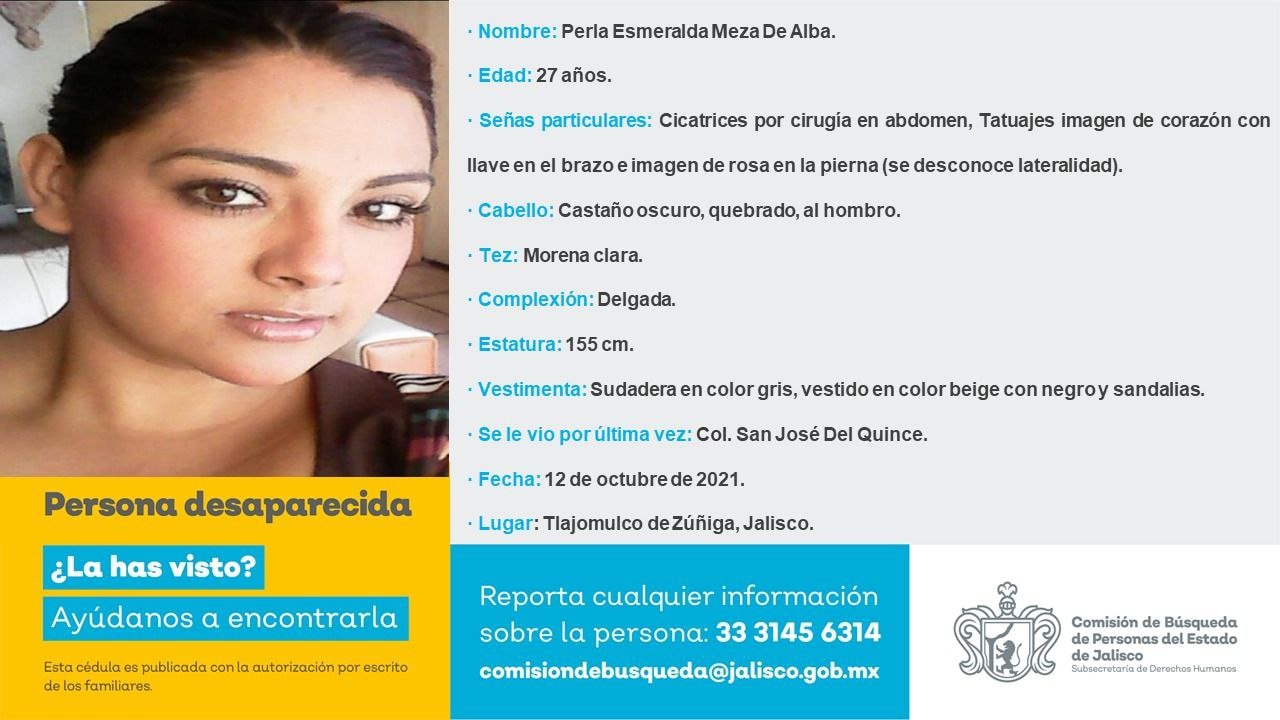 · Nombre: Perla Esmeralda Meza De Alba.
· Edad: 27 años.
· Señas particulares: Cicatrices por cirugía en abdomen, Tatuajes imagen de corazón con
llave en el brazo e imagen de rosa en la pierna (se desconoce lateralidad).
· Cabello: Castaño oscuro, quebrado, al hombro.
· Tez: Morena clara.
· Complexión: Delgada.
· Estatura: 155 cm.
· Vestimenta: Sudadera en color gris, vestido en color beige con negro y sandalias.
· Se le vio por última vez: Col. San José Del Quince.
· Fecha: 12 de octubre de 2021.
· Lugar: Tlajomulco de Zúñiga, Jalisco.
Persona desaparecida
¿La has visto?
Ayúdanos a encontrarla
Esta cédula es publicada con la autorización por escrito
de los familiares.
Reporta cualquier información
sobre la persona: 33 3145 6314
comisiondebusqueda@jalisco.gob.mx
Comisión de Búsqueda
de Personas del Estado
de Jalisco
Subsecretaría de Derechos Humanos